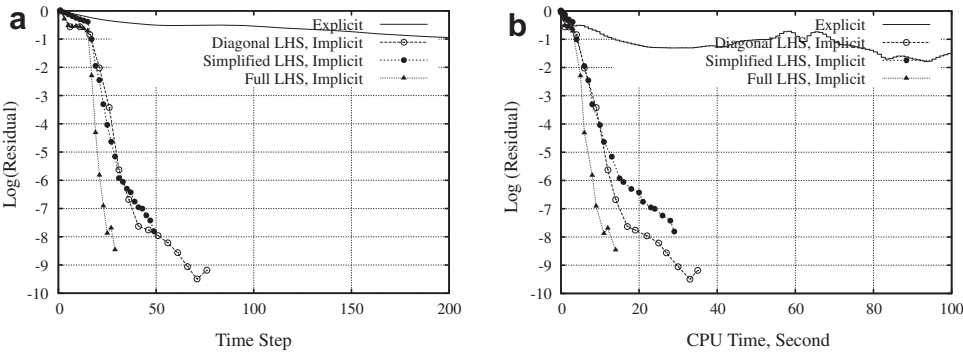 a
0
-1
-2
-3
-4
-5
-6
-7
-8
-9
-10
Log(Residual)
Explicit
Diagonal LHS, Implicit
Simplified LHS, Implicit
Full LHS, Implicit
0
50
100
150
200
Time Step
b
0
-1
-2
-3
-4
-5
-6
-7
-8
-9
-10
Log (Residual)
Explicit
Diagonal LHS, Implicit
Simplified LHS, Implicit
Full LHS, Implicit
0
20
40
60
80
100
CPU Time, Second